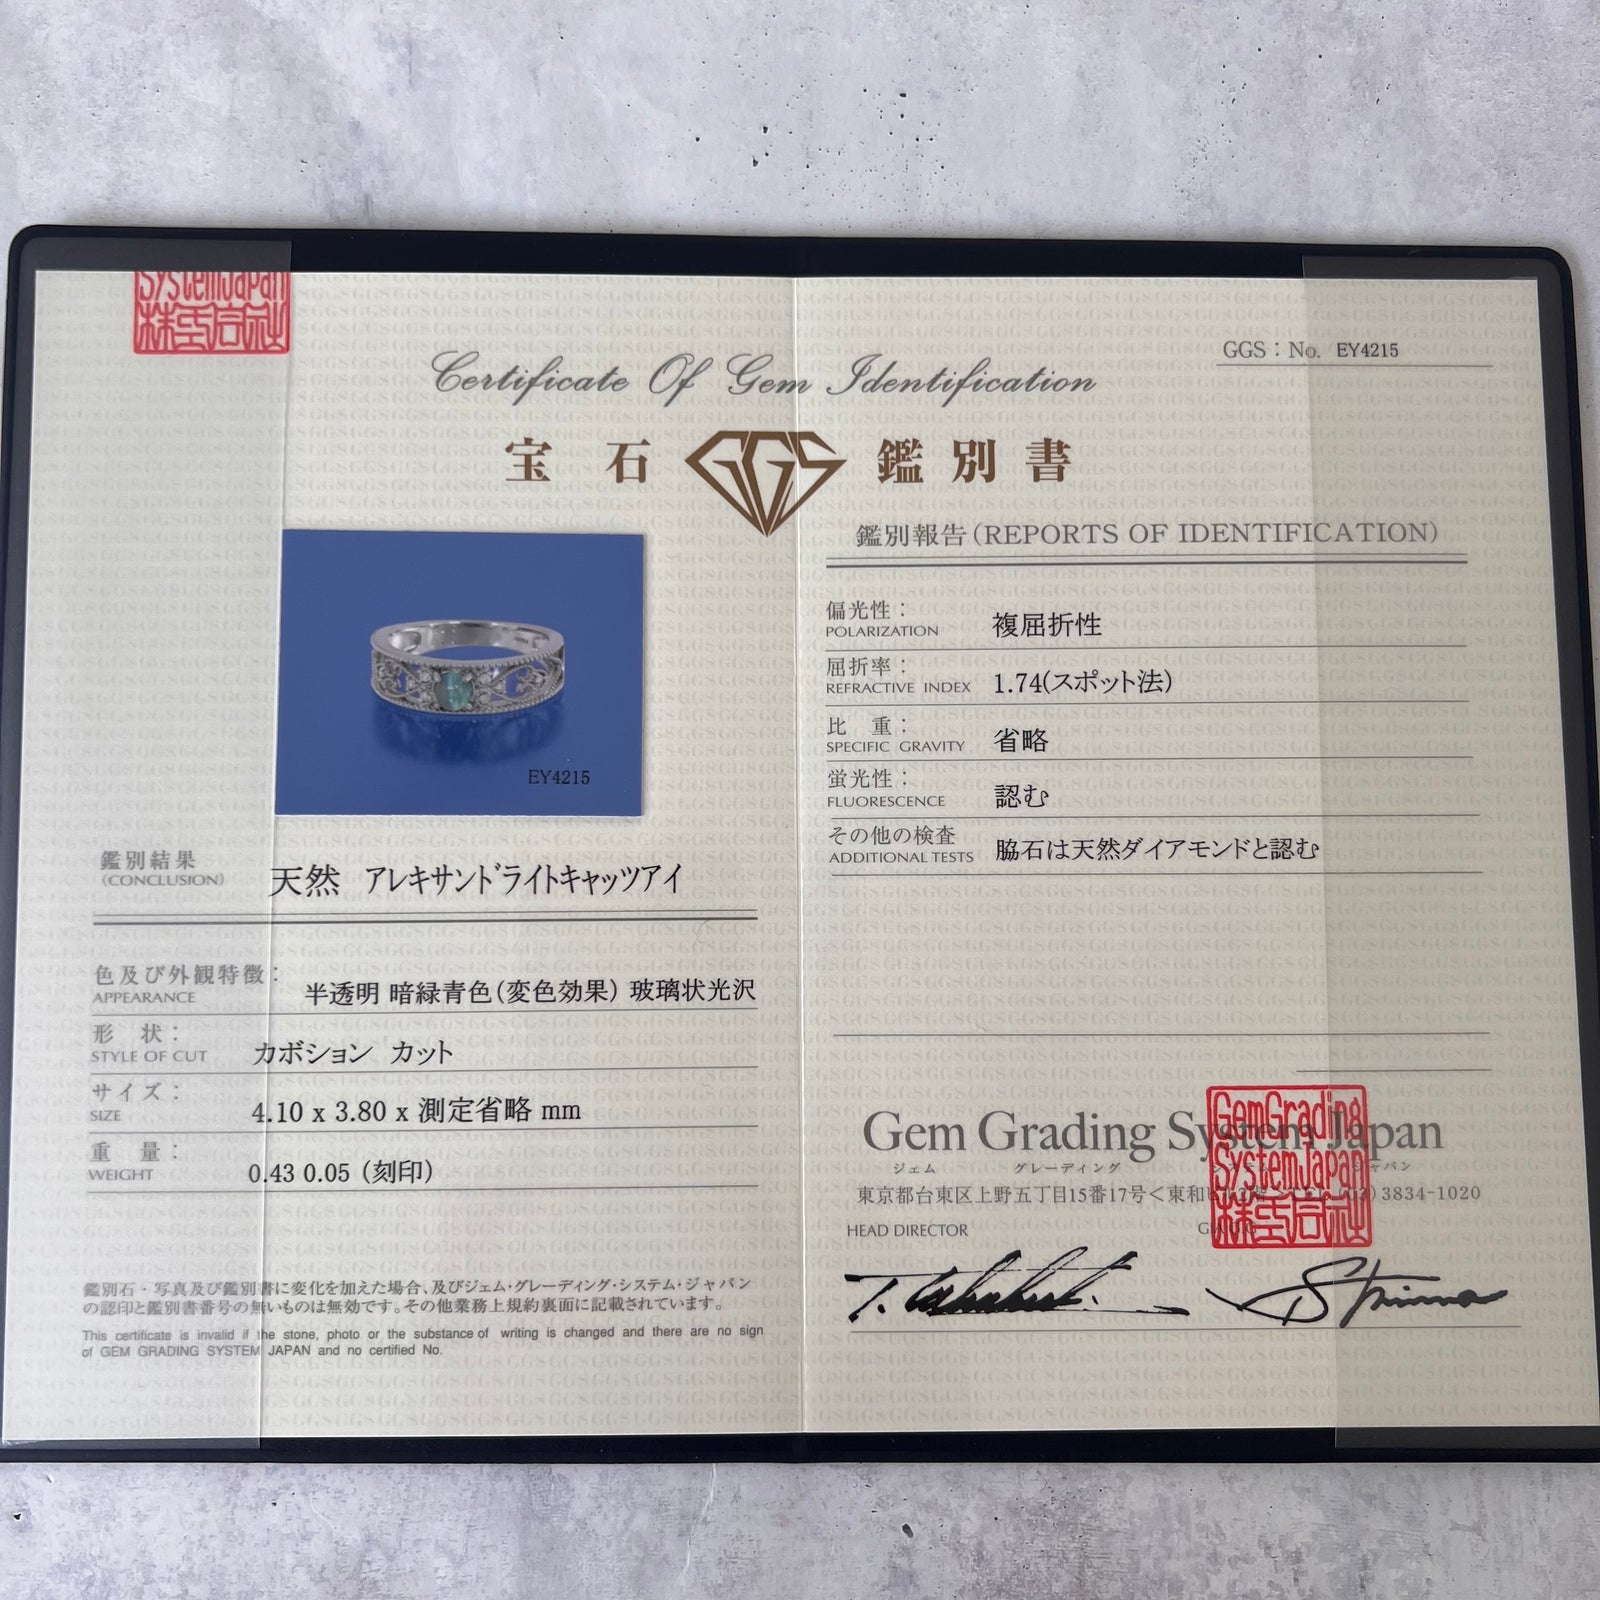 SystemJapan
株式会社
GGS：No. EY4215
Certificate Of Gem Identification
宝石 GGS 鑑別書
EY4215
鑑別結果
(CONCLUSION)
天然 アレキサンドライトキャッツアイ
色及び外観特徴：
APPEARANCE
半透明 暗緑青色(変色効果) 玻璃状光沢
形 状：
STYLE OF CUT
カボション カット
サイズ：
SIZE
4.10 x 3.80 x 測定省略 mm
重 量：
WEIGHT
0.43 0.05 (刻印)
鑑別石・写真及び鑑別書に変化を加えた場合、及びジェム・グレーディング・システム・ジャパン
の認印と鑑別書番号の無いものは無効です。その他業務上規約裏面に記載されています。
This certificate is invalid if the stone, photo or the substance of writing is changed and there are no sign
of GEM GRADING SYSTEM JAPAN and no certified No.
鑑別報告(REPORTS OF IDENTIFICATION)
偏光性：
POLARIZATION
複屈折性
屈折率：
REFRACTIVE INDEX
1.74(スポット法)
比 重：
SPECIFIC GRAVITY
省略
蛍光性：
FLUORESCENCE
認む
その他の検査
ADDITIONAL TESTS
脇石は天然ダイアモンドと認む
Gem Grading System Japan
ジェム グレーディング ジャパン
東京都台東区上野五丁目15番17号<東和 3834-1020
HEAD DIRECTOR
GemGrading
SystemJapan
株式会社